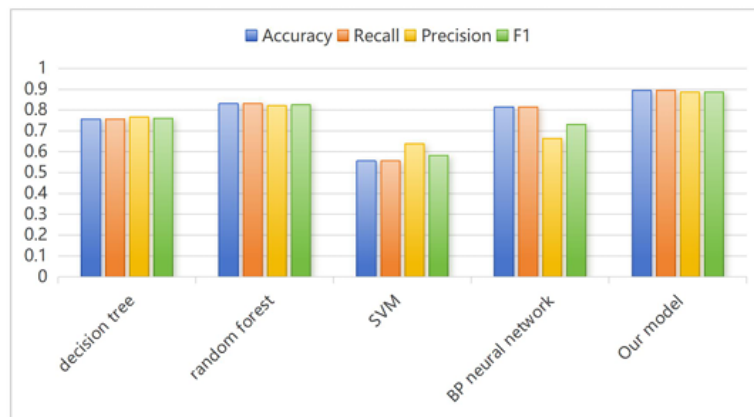 Accuracy Recall Precision F1
1
0.9
0.8
0.7
0.6
0.5
0.4
0.3
0.2
0.1
0
decision tree
random forest
SVM
BP neural network
Our model